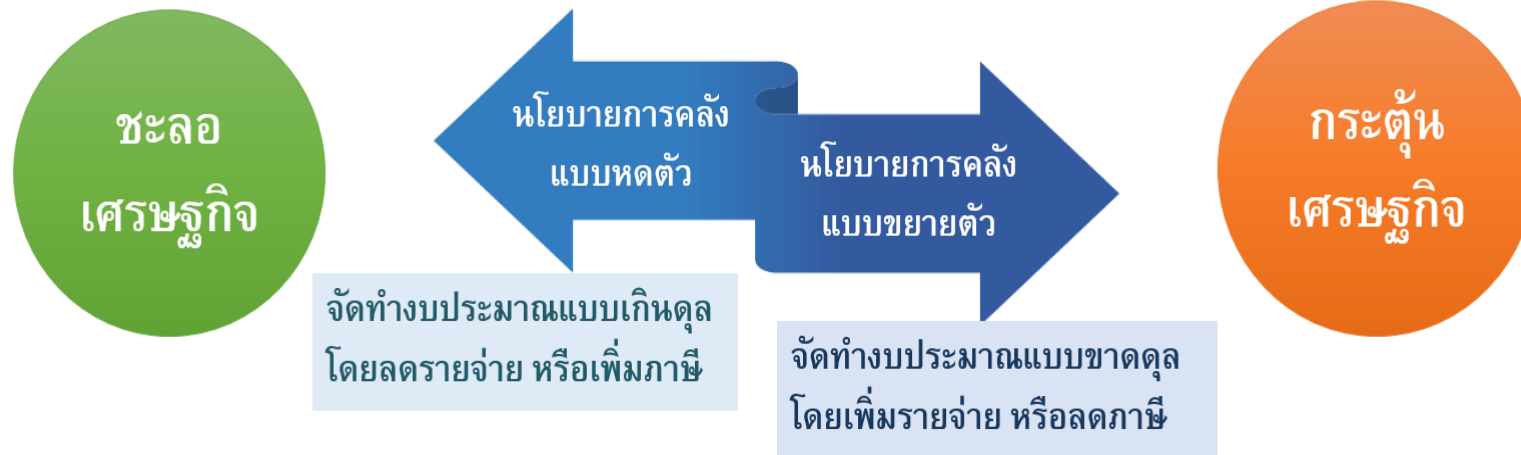 ชะลอ
เศรษฐกิจ
นโยบายการคลัง
แบบหดตัว
นโยบายการคลัง
แบบขยายตัว
กระตุ้น
เศรษฐกิจ
จัดทำงบประมาณแบบเกินดุล
โดยลดรายจ่าย หรือเพิ่มภาษี
จัดทำงบประมาณแบบขาดดุล
โดยเพิ่มรายจ่าย หรือลดภาษี